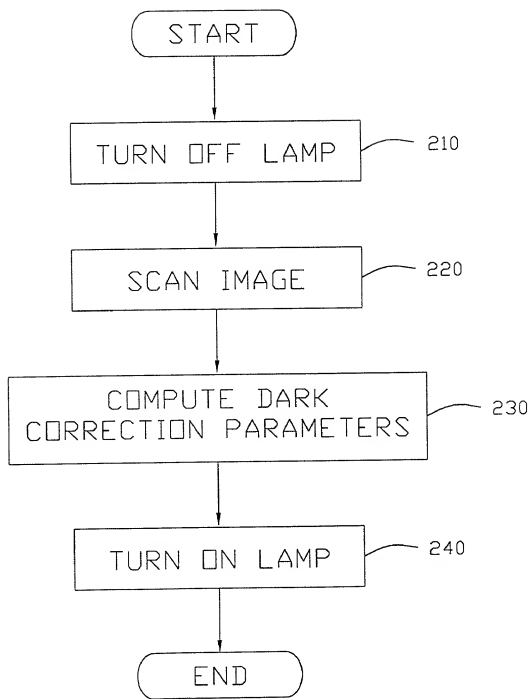 START
TURN OFF LAMP
210
SCAN IMAGE
220
COMPUTE DARK
CORRECTION PARAMETERS
230
TURN ON LAMP
240
END